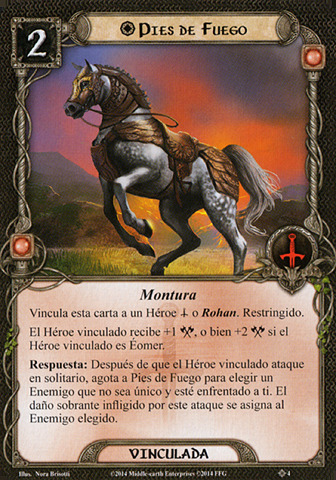 2
Pies de Fuego
Montura
Vincula esta carta a un Héroe o Rohan. Restringido.
El Héroe vinculado recibe +1, o bien +2 si el
Héroe vinculado es Éomer.
Respuesta: Después de que el Héroe vinculado ataque
en solitario, agota a Pies de Fuego para elegir un
Enemigo que no sea único y esté enfrentado a ti. El
daño sobrante infligido por este ataque se asigna al
Enemigo elegido.
VINCULADA
Illus. Nora Brisotti
©2014 Middle-earth Enterprises ©2014 FFG
4